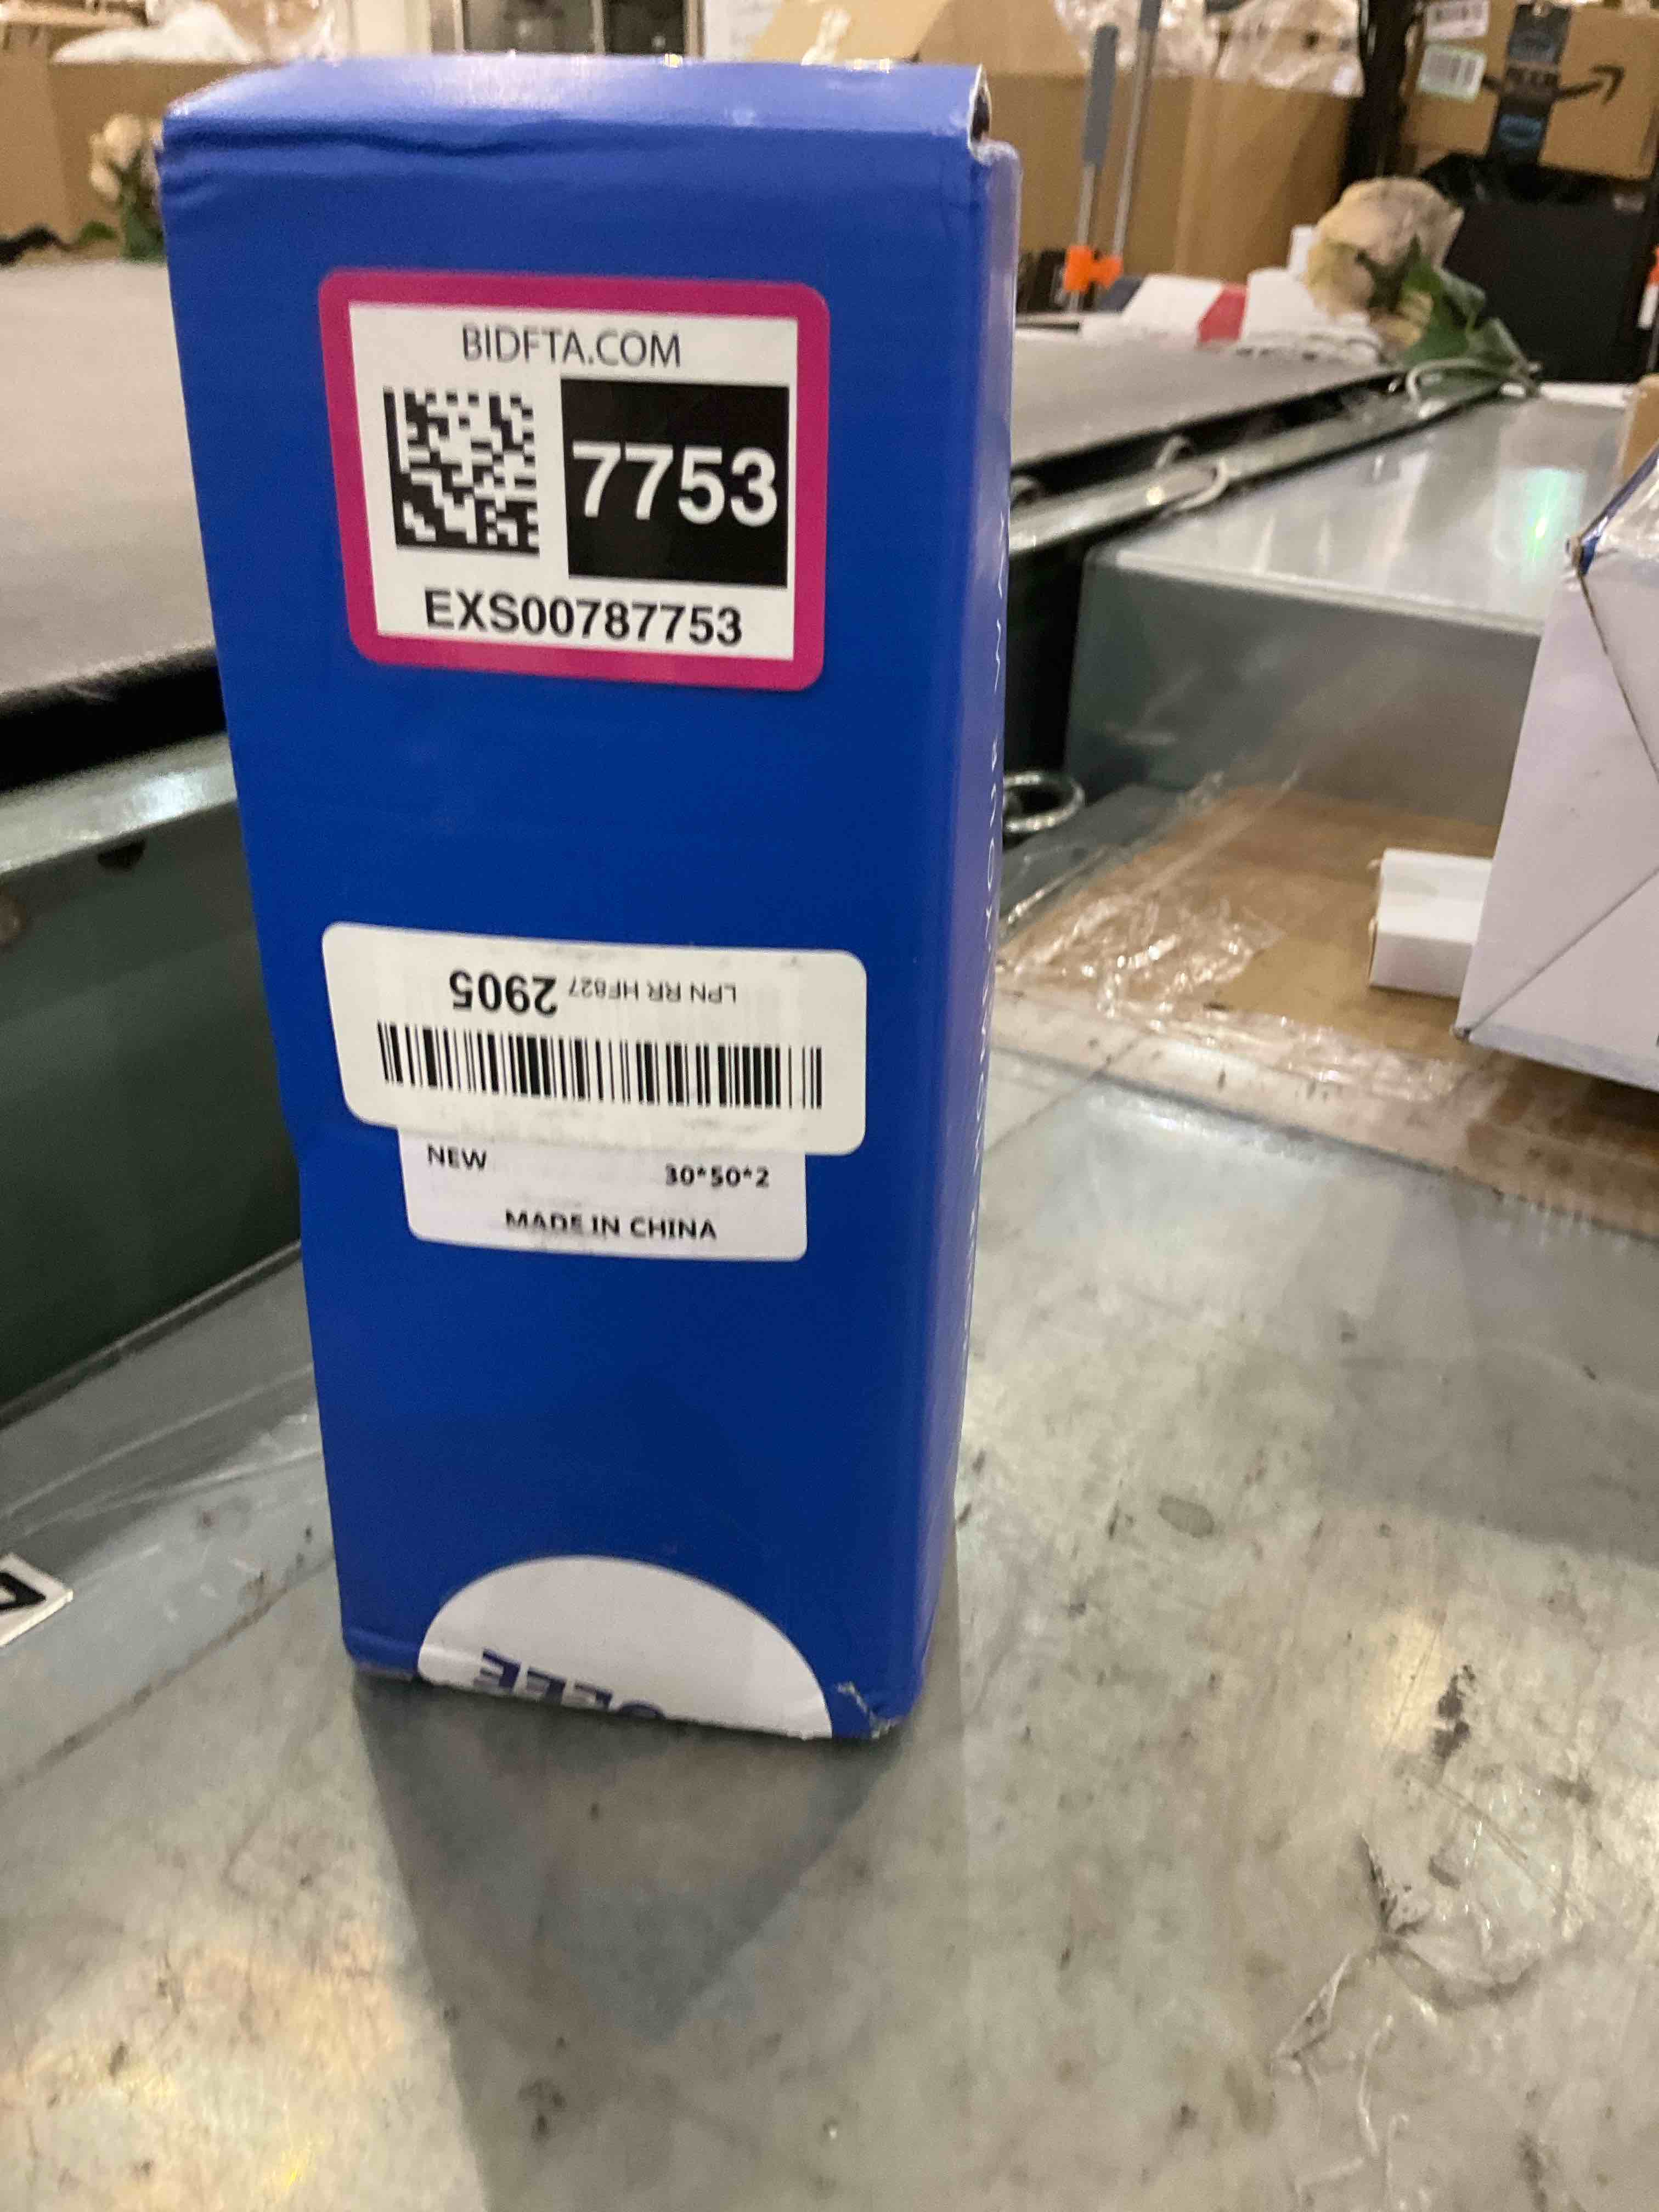 BIDFTA.COM
7753
EXS00787753
LPN RR HF827 2905
NEW 30*50*2
MADE IN CHINA